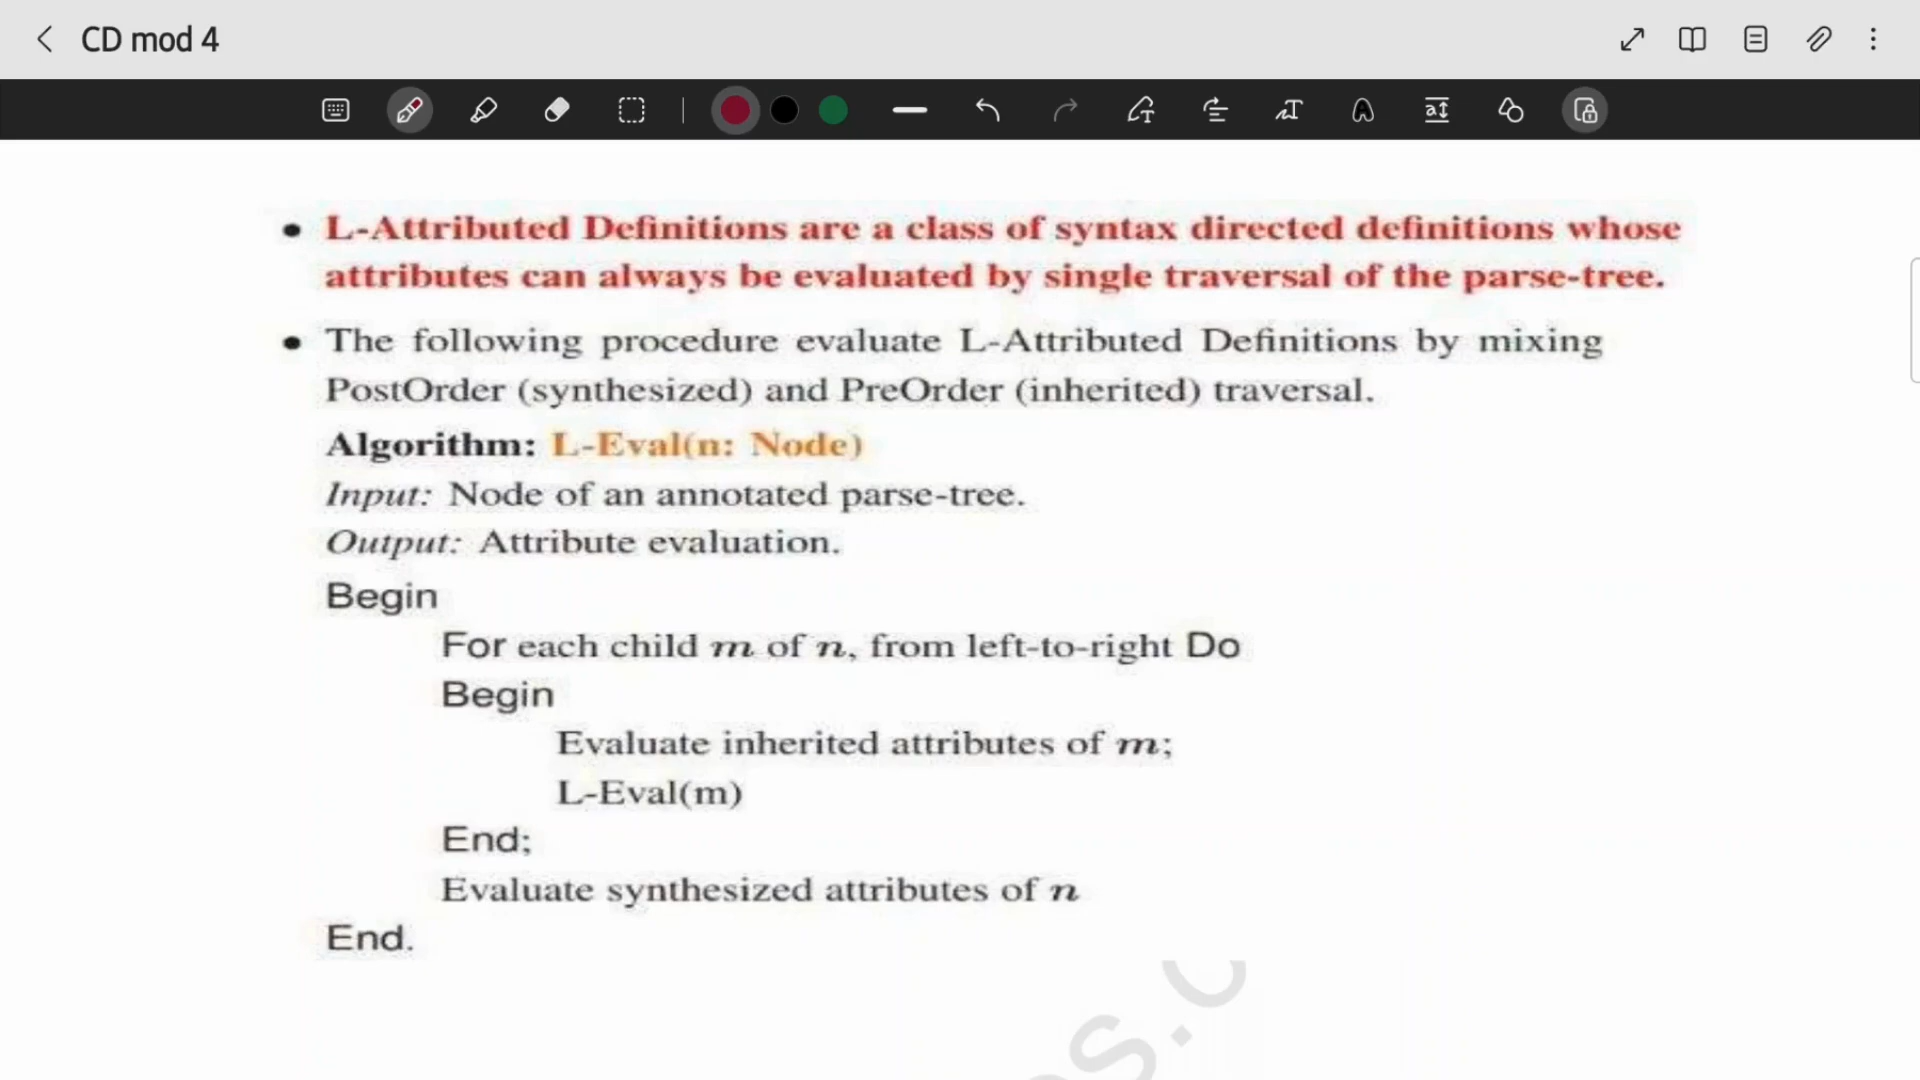 CD mod 4
• L-Attributed Definitions are a class of syntax directed definitions whose
attributes can always be evaluated by single traversal of the parse-tree.
• The following procedure evaluate L-Attributed Definitions by mixing
PostOrder (synthesized) and PreOrder (inherited) traversal.
Algorithm: L-Eval(n: Node)
Input: Node of an annotated parse-tree.
Output: Attribute evaluation.
Begin
For each child m of n, from left-to-right Do
Begin
Evaluate inherited attributes of m;
L-Eval(m)
End;
Evaluate synthesized attributes of n
End.